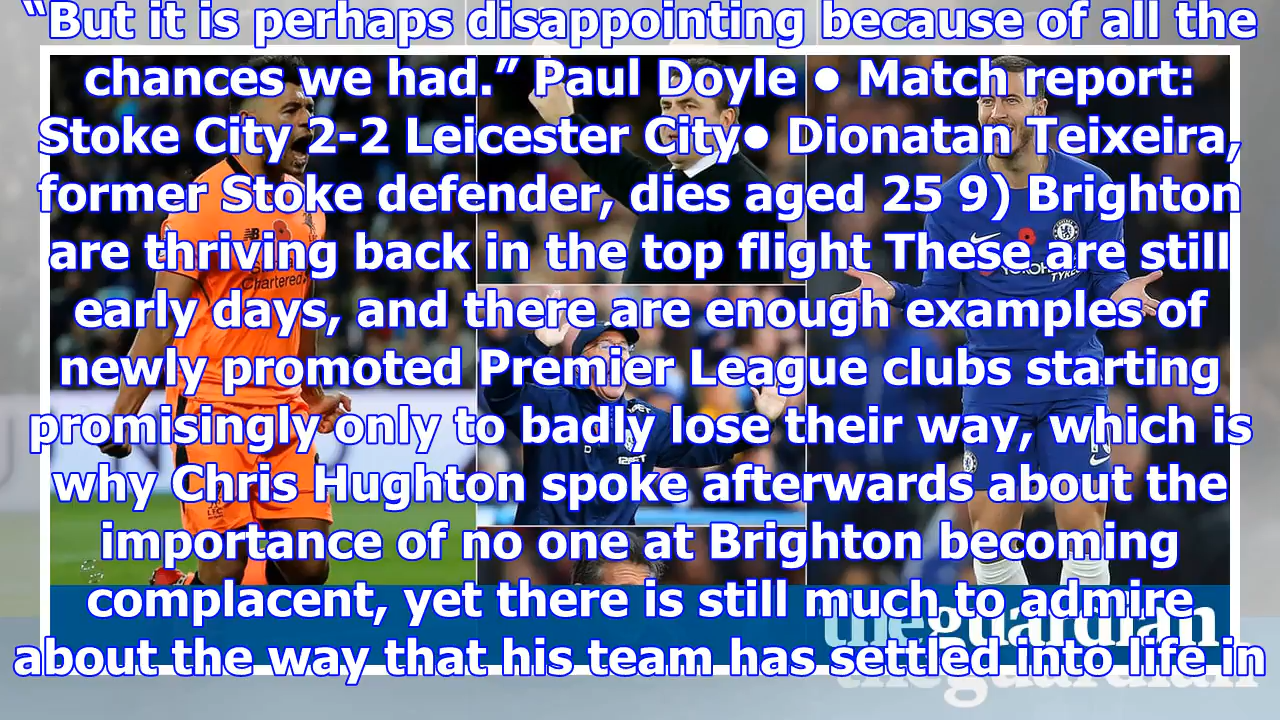 “But it is perhaps disappointing because of all the
chances we had.” Paul Doyle ● Match report:
Stoke City 2-2 Leicester City● Dionatan Teixeira,
former Stoke defender, dies aged 25 9) Brighton
are thriving back in the top flight These are still
early days, and there are enough examples of
newly promoted Premier League clubs starting
promisingly only to badly lose their way, which is
why Chris Hughton spoke afterwards about the
importance of no one at Brighton becoming
complacent, yet there is still much to admire
about the way that his team has settled into life in
theguardian
theguardian
Chartered